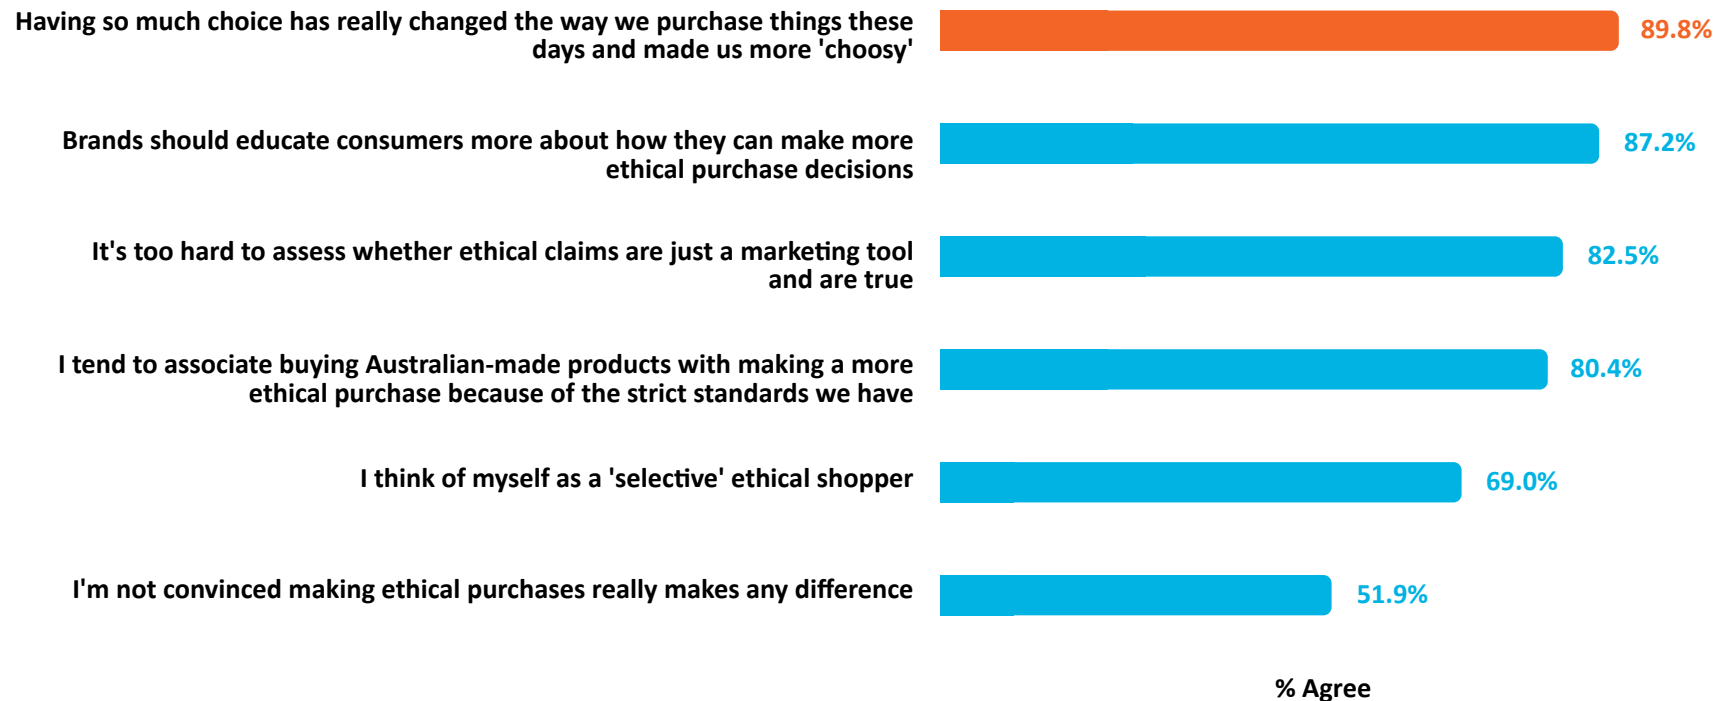 Having so much choice has really changed the way we purchase things these
days and made us more 'choosy'
89.8%
Brands should educate consumers more about how they can make more
ethical purchase decisions
87.2%
It's too hard to assess whether ethical claims are just a marketing tool
and are true
82.5%
I tend to associate buying Australian-made products with making a more
ethical purchase because of the strict standards we have
80.4%
I think of myself as a 'selective' ethical shopper
69.0%
I'm not convinced making ethical purchases really makes any difference
51.9%
% Agree